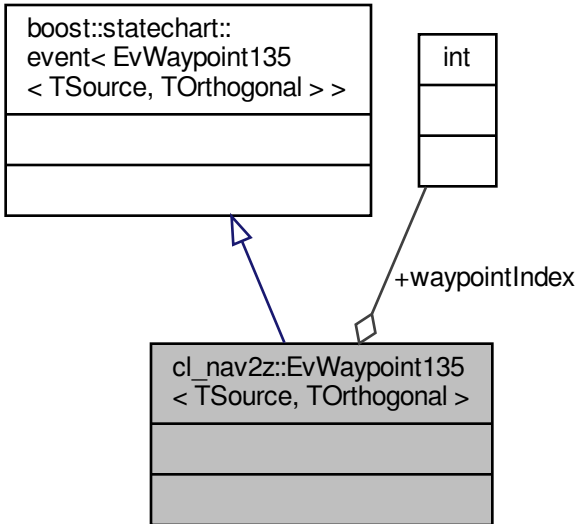 boost::statechart::
event< EvWaypoint135
< TSource, TOrthogonal > >
int
+waypointIndex
cl_nav2z::EvWaypoint135
< TSource, TOrthogonal >